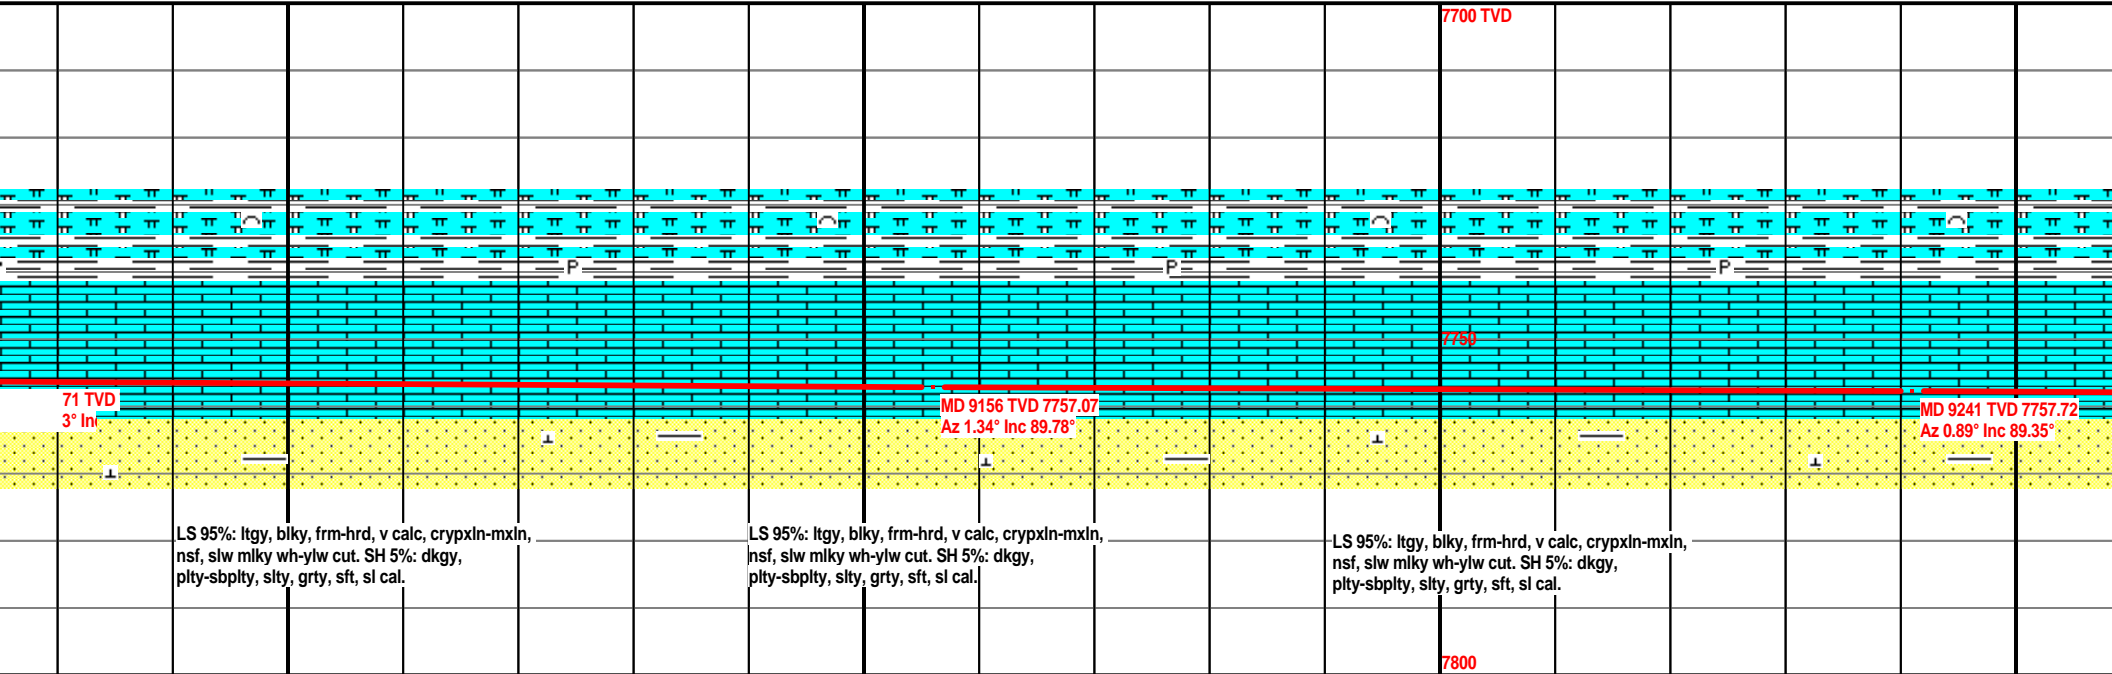 7700 TVD
P
P
P
7750
71 TVD
3° Inc
MD 9156 TVD 7757.07
Az 1.34° Inc 89.78°
MD 9241 TVD 7757.72
Az 0.89° Inc 89.35°
LS 95%: ltgy, blky, frm-hrd, v calc, crypxln-mxln,
nsf, slw mlky wh-ylw cut. SH 5%: dkgy,
plty-sbplty, slty, grty, sft, sl cal.
LS 95%: ltgy, blky, frm-hrd, v calc, crypxln-mxln,
nsf, slw mlky wh-ylw cut. SH 5%: dkgy,
plty-sbplty, slty, grty, sft, sl cal.
LS 95%: ltgy, blky, frm-hrd, v calc, crypxln-mxln,
nsf, slw mlky wh-ylw cut. SH 5%: dkgy,
plty-sbplty, slty, grty, sft, sl cal.
7800